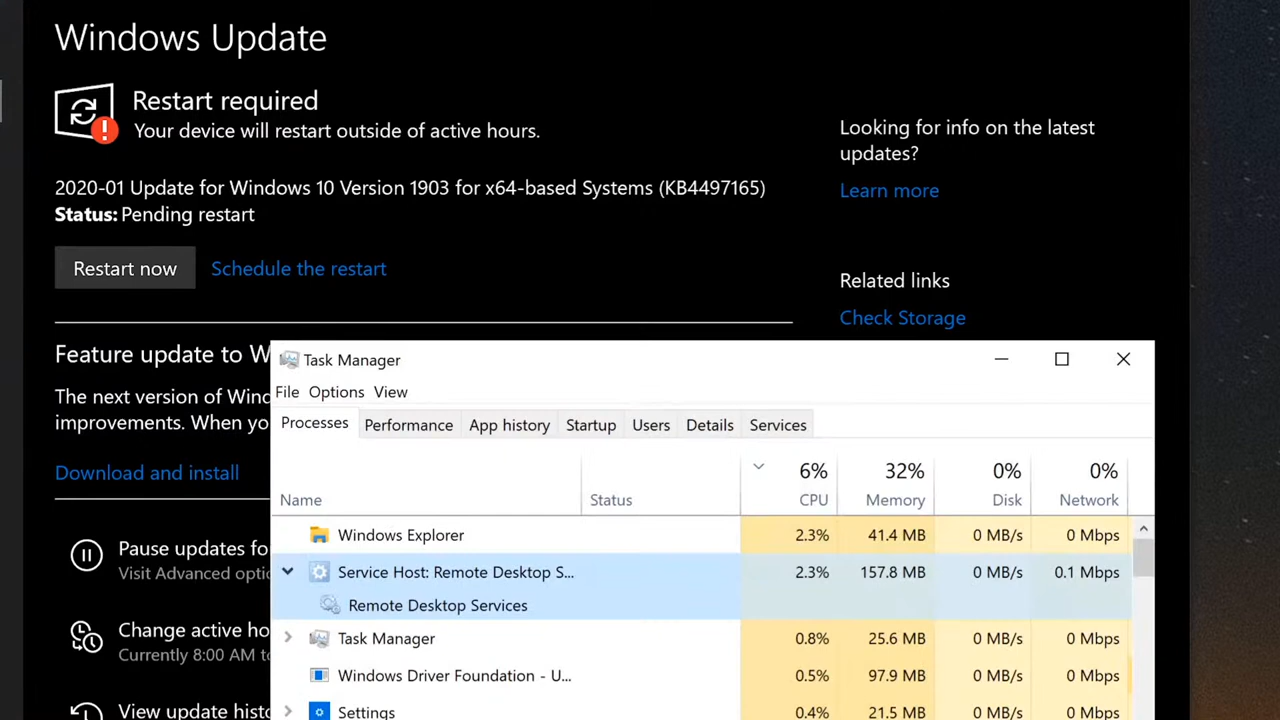 Windows Update
Restart required
Your device will restart outside of active hours.
2020-01 Update for Windows 10 Version 1903 for x64-based Systems (KB4497165)
Status: Pending restart
Restart now
Schedule the restart
Looking for info on the latest
updates?
Learn more
Related links
Check Storage
Feature update to W
The next version of Wind
improvements. When yo
Download and install
Pause updates fo
Visit Advanced optio
Change active ho
Currently 8:00 AM to
View update histo
Task Manager
File Options View
Processes Performance App history Startup Users Details Services
6% 32% 0% 0%
Name Status CPU Memory Disk Network
Windows Explorer 2.3% 41.4 MB 0 MB/s 0 Mbps
Service Host: Remote Desktop S... 2.3% 157.8 MB 0 MB/s 0.1 Mbps
Remote Desktop Services
Task Manager 0.8% 25.6 MB 0 MB/s 0 Mbps
Windows Driver Foundation - U... 0.5% 97.9 MB 0 MB/s 0 Mbps
Settings 0.4% 21.5 MB 0 MB/s 0 Mbps